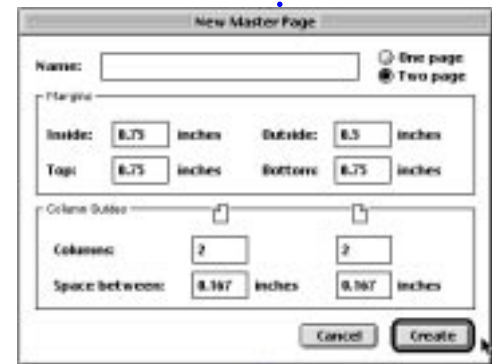 New Master Page
Name: One page
Two page
Margins
Inside: 0.75 inches Outside: 0.5 inches
Top: 0.75 inches Bottom: 0.75 inches
Column Guides
Columns: 2 2
Space between: 0.167 inches 0.167 inches
Cancel Create